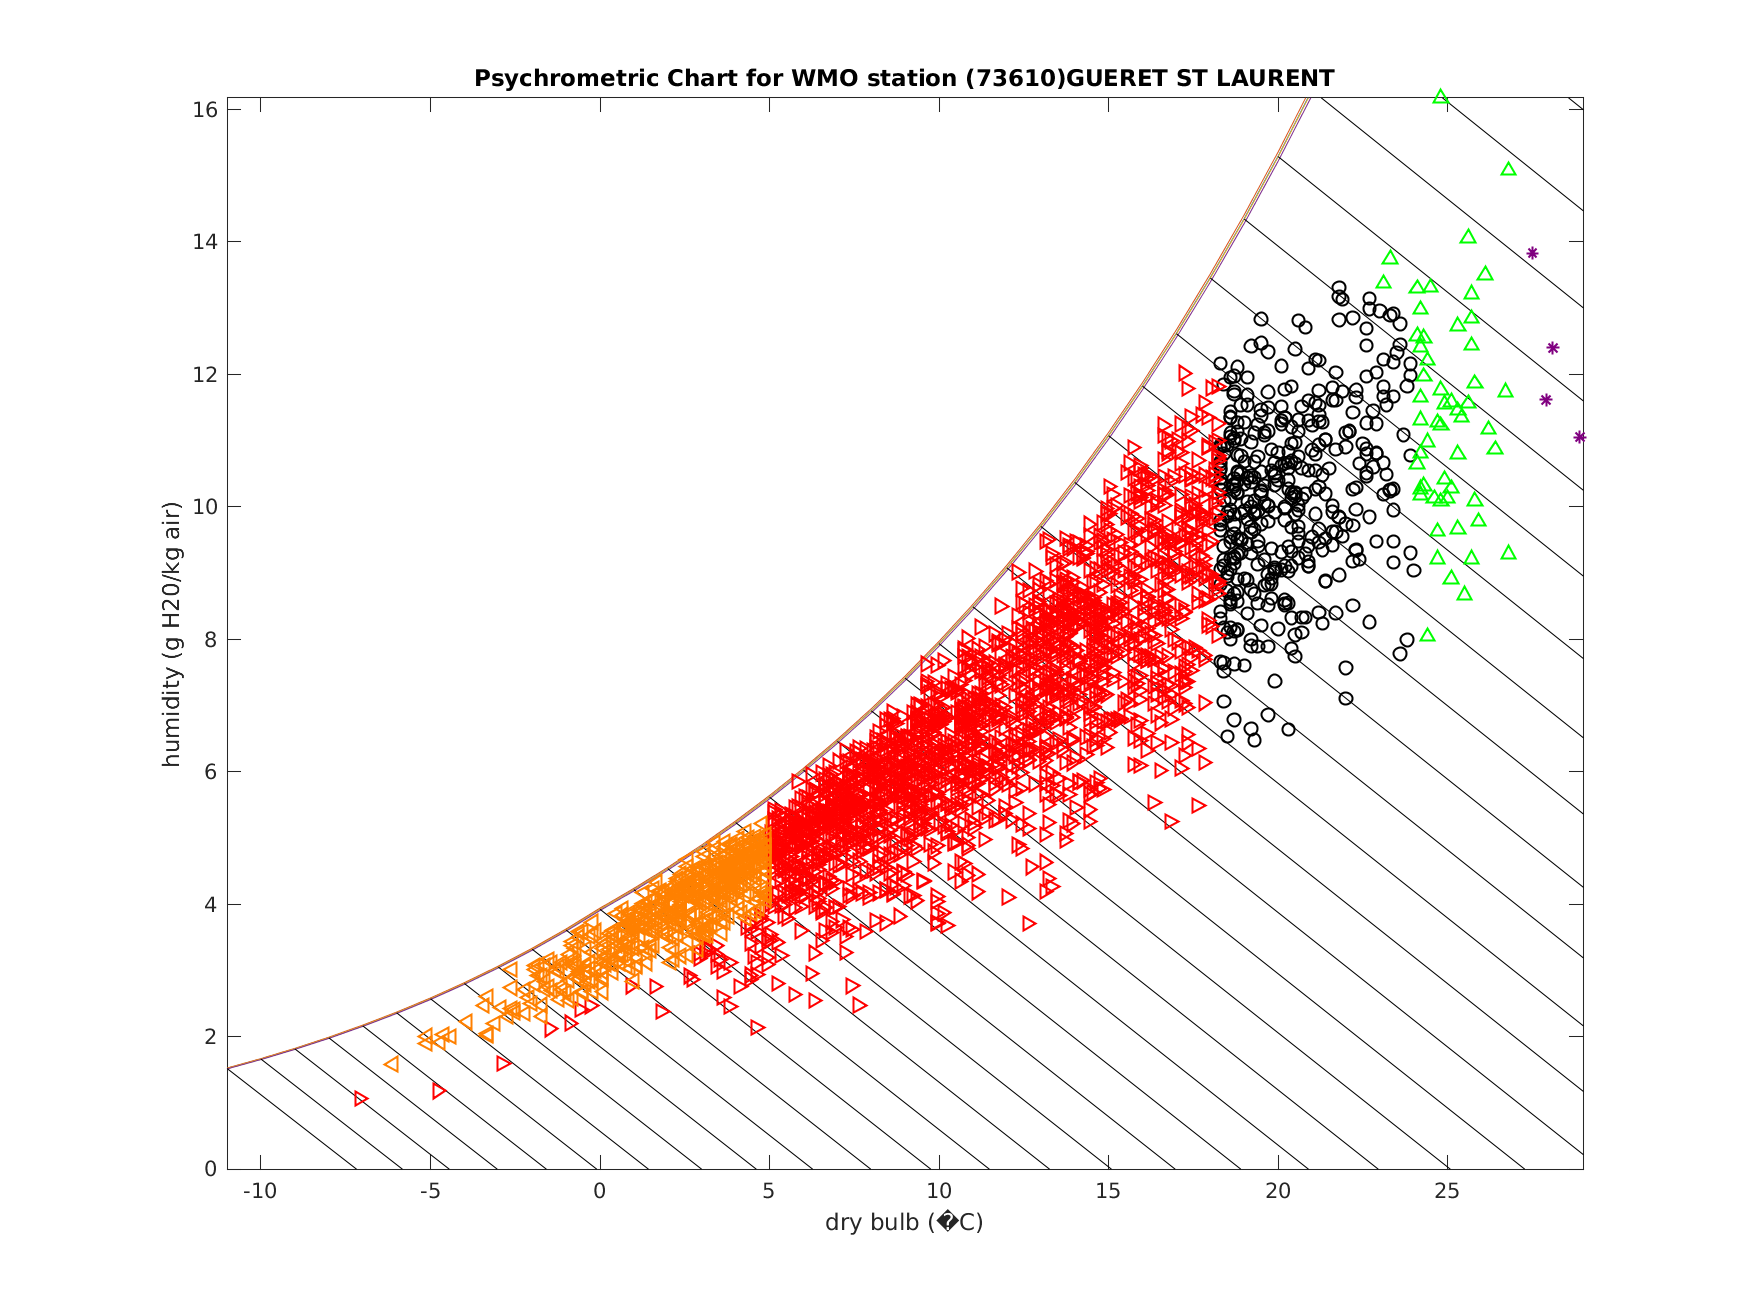 Psychrometric Chart for WMO station (73610)GUERET ST LAURENT
16
14
12
10
8
6
4
2
0
humidity (g H20/kg air)
-10 -5 0 5 10 15 20 25
dry bulb (�C)